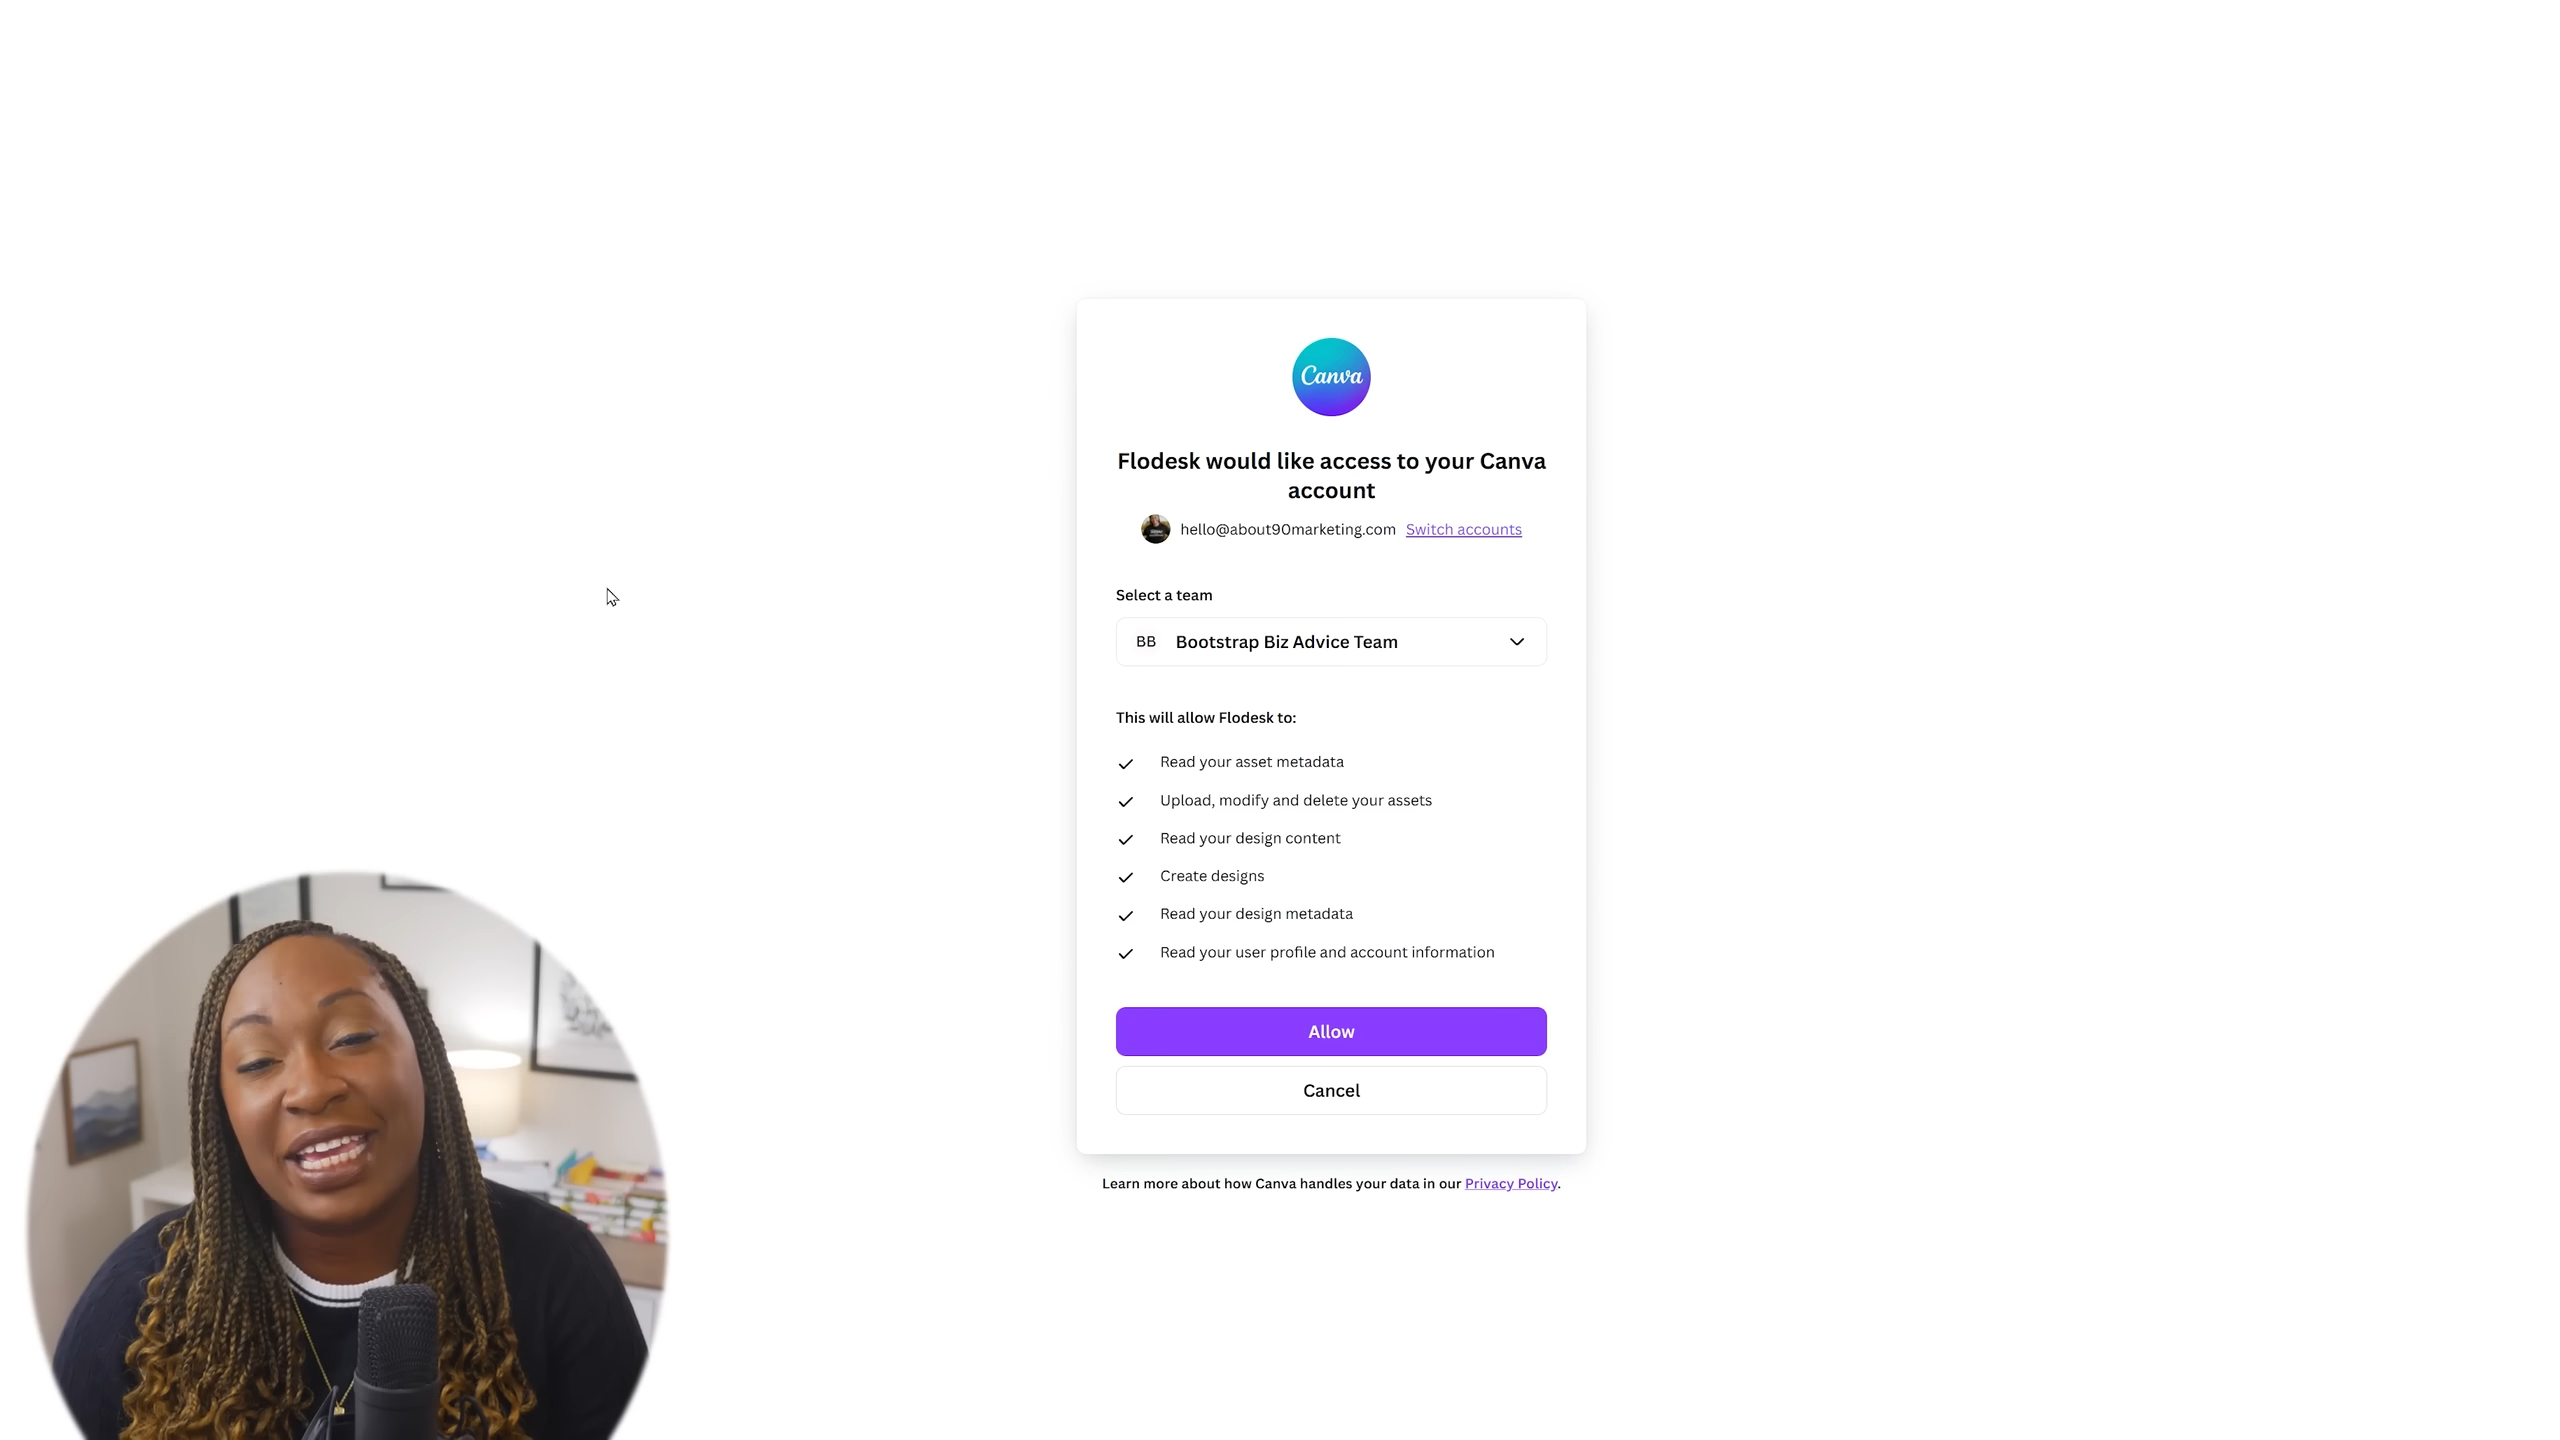 Canva
Flodesk would like access to your Canva
account
hello@about90marketing.com Switch accounts
Select a team
BB Bootstrap Biz Advice Team
This will allow Flodesk to:
Read your asset metadata
Upload, modify and delete your assets
Read your design content
Create designs
Read your design metadata
Read your user profile and account information
Allow
Cancel
Learn more about how Canva handles your data in our Privacy Policy.